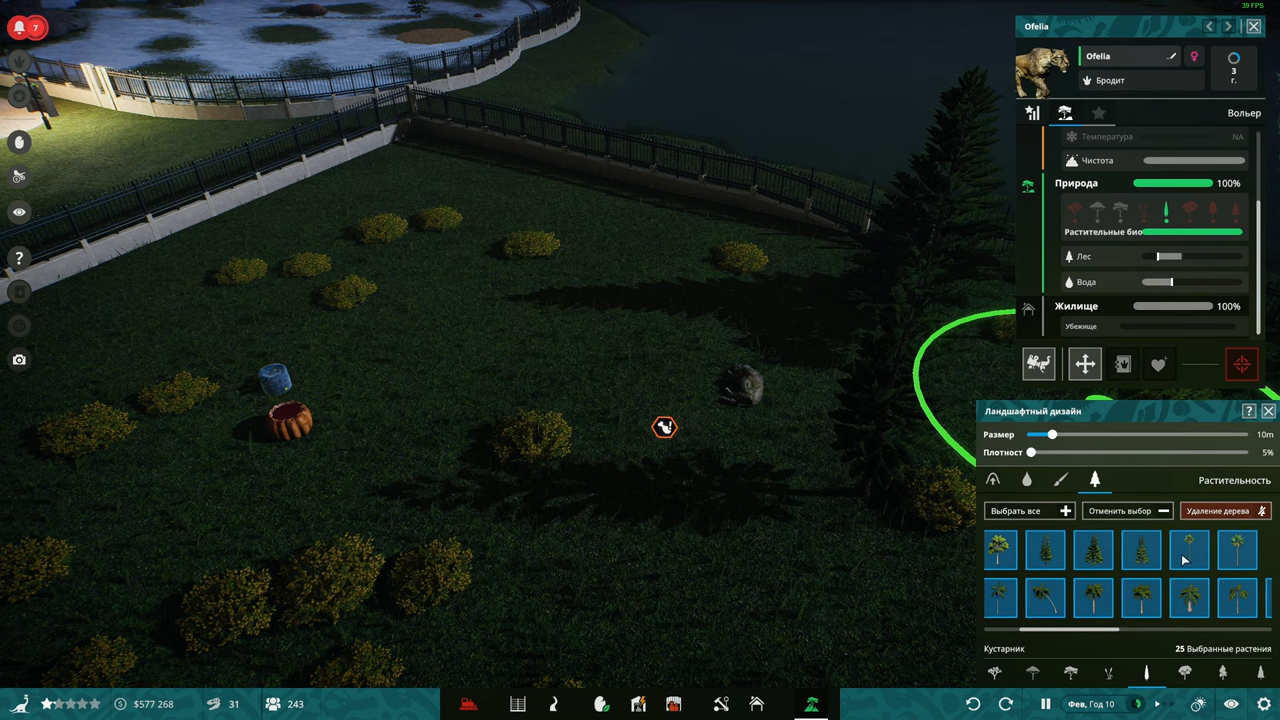 39 FPS
7
Ofelia
Ofelia
Бродит
3
г.
Вольер
Температура NA
Чистота
Природа 100%
Растительные био
Лес
Вода
Жилище 100%
Убежище
Ландшафтный дизайн
?
Размер 10m
Плотност 5%
Растительность
Выбрать все
Отменить выбор
Удаление дерева
Кустарник 25 Выбранные растения
?
$577 268
31
243
Фев, Год 10